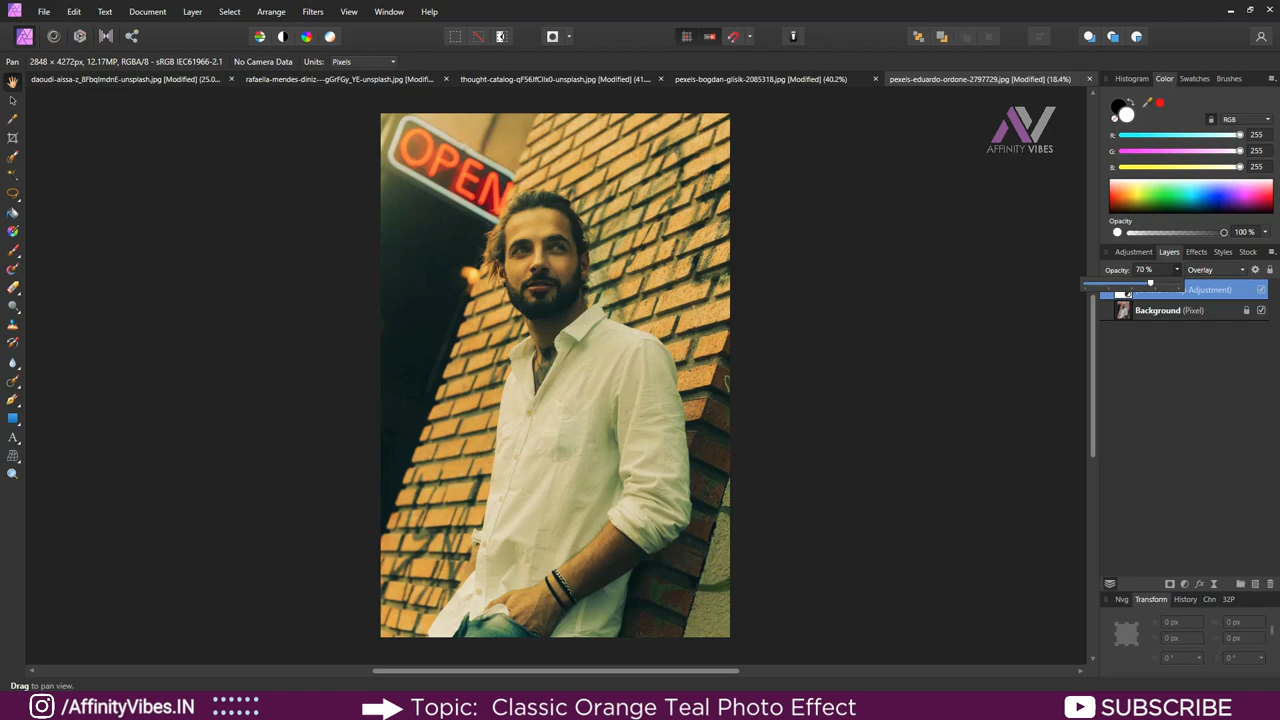 File Edit Text Document Layer Select Arrange Filters View Window Help
Pan 2848 × 4272px, 12.17MP, RGBA/8 - sRGB IEC61966-2.1 No Camera Data Units: Pixels
daoudi-aissa-z_8FbqlmdnE-unsplash.jpg [Modified] (25.0...
rafaella-mendes-diniz---gGrFGy_YE-unsplash.jpg [Modified]...
thought-catalog-qF56JfCIlx0-unsplash.jpg [Modified] (41....
pexels-bogdan-glisik-2085318.jpg [Modified] (40.2%)
pexels-eduardo-ordone-2797729.jpg [Modified] (18.4%)
Histogram Color Swatches Brushes
RGB
R: 255
G: 255
B: 255
Opacity
100 %
Adjustment Layers Effects Styles Stock
Opacity: 70 % Overlay
Adjustment)
Background (Pixel)
Nvg Transform History Chn 32P
X: 0 px W: 0 px
Y: 0 px H: 0 px
R: 0 ° S: 0 °
OPEN
AV
AFFINITY VIBES
Drag to pan view.
/AffinityVibes.IN
Topic: Classic Orange Teal Photo Effect
SUBSCRIBE